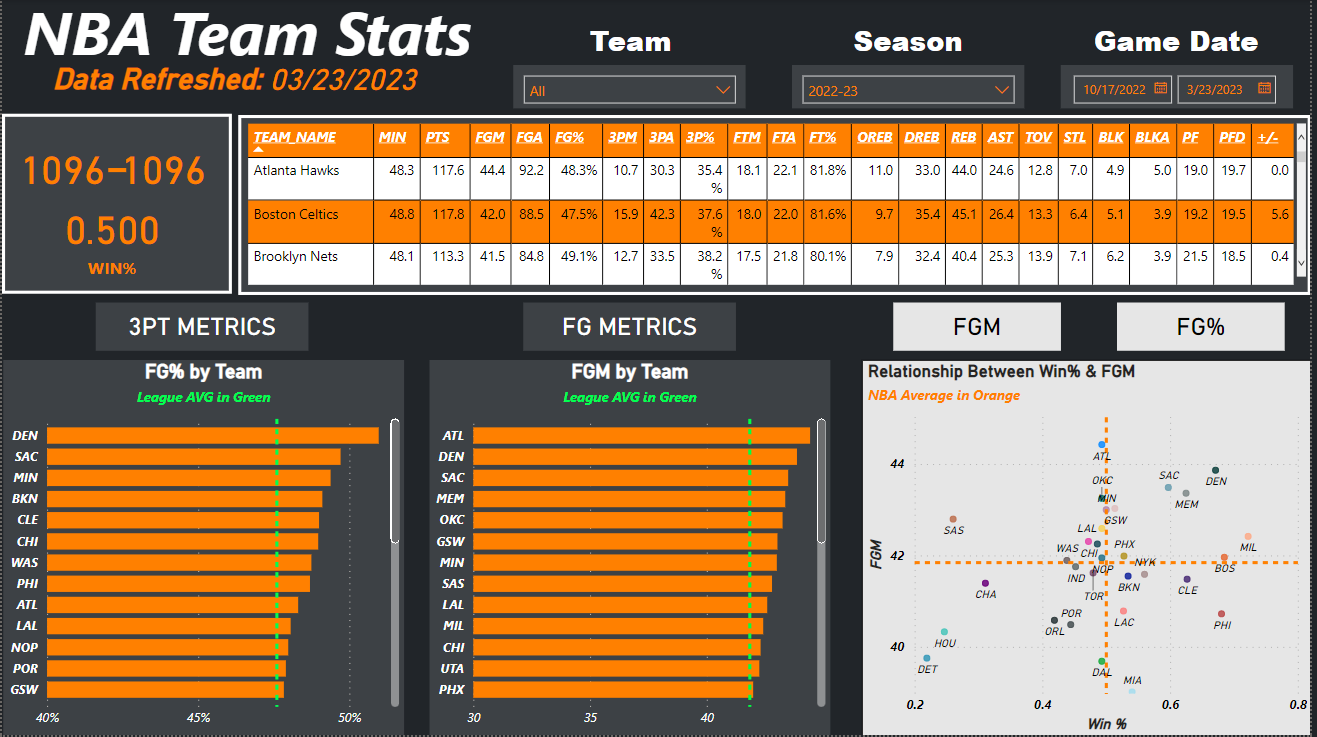 NBA Team Stats
Data Refreshed: 03/23/2023
Team
Season
Game Date
All
2022-23
10/17/2022
3/23/2023
1096-1096
0.500
WIN%
TEAM_NAME MIN PTS FGM FGA FG% 3PM 3PA 3P% FTM FTA FT% OREB DREB REB AST TOV STL BLK BLKA PF PFD +/-
Atlanta Hawks 48.3 117.6 44.4 92.2 48.3% 10.7 30.3 35.4 18.1 22.1 81.8% 11.0 33.0 44.0 24.6 12.8 7.0 4.9 5.0 19.0 19.7 0.0
%
Boston Celtics 48.8 117.8 42.0 88.5 47.5% 15.9 42.3 37.6 18.0 22.0 81.6% 9.7 35.4 45.1 26.4 13.3 6.4 5.1 3.9 19.2 19.5 5.6
%
Brooklyn Nets 48.1 113.3 41.5 84.8 49.1% 12.7 33.5 38.2 17.5 21.8 80.1% 7.9 32.4 40.4 25.3 13.9 7.1 6.2 3.9 21.5 18.5 0.4
%
3PT METRICS
FG METRICS
FGM
FG%
FG% by Team
League AVG in Green
DEN
SAC
MIN
BKN
CLE
CHI
WAS
PHI
ATL
LAL
NOP
POR
GSW
40% 45% 50%
FGM by Team
League AVG in Green
ATL
DEN
SAC
MEM
OKC
GSW
MIN
SAS
LAL
MIL
CHI
UTA
PHX
30 35 40
Relationship Between Win% & FGM
NBA Average in Orange
FGM
44
42
40
ATL
SAC
DEN
OKC
MIN
MEM
GSW
SAS
LAL
WAS
CHI
PHX
MIL
NYK
BOS
NOP
IND
BKN
CLE
CHA
TOR
POR
LAC
PHI
ORL
HOU
DET
DAL
MIA
0.2 0.4 0.6 0.8
Win %